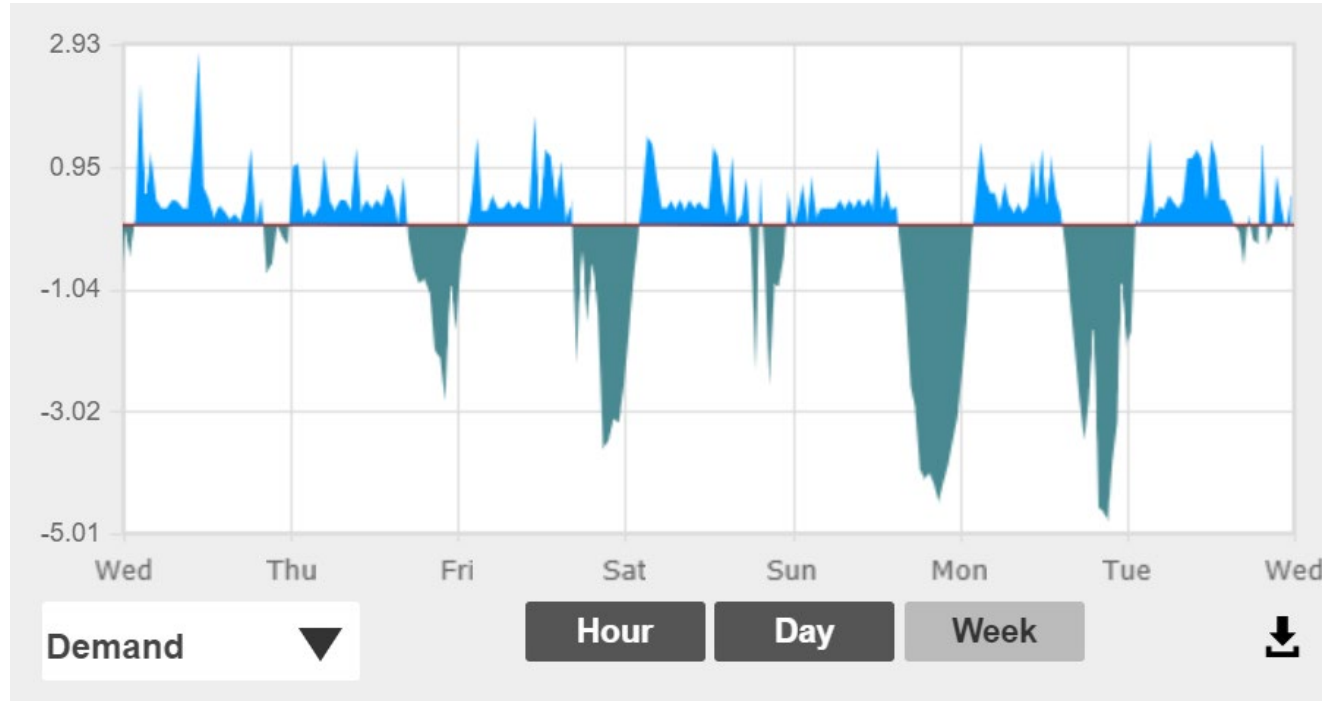 2.93
0.95
-1.04
-3.02
-5.01
Wed Thu Fri Sat Sun Mon Tue Wed
Demand Hour Day Week